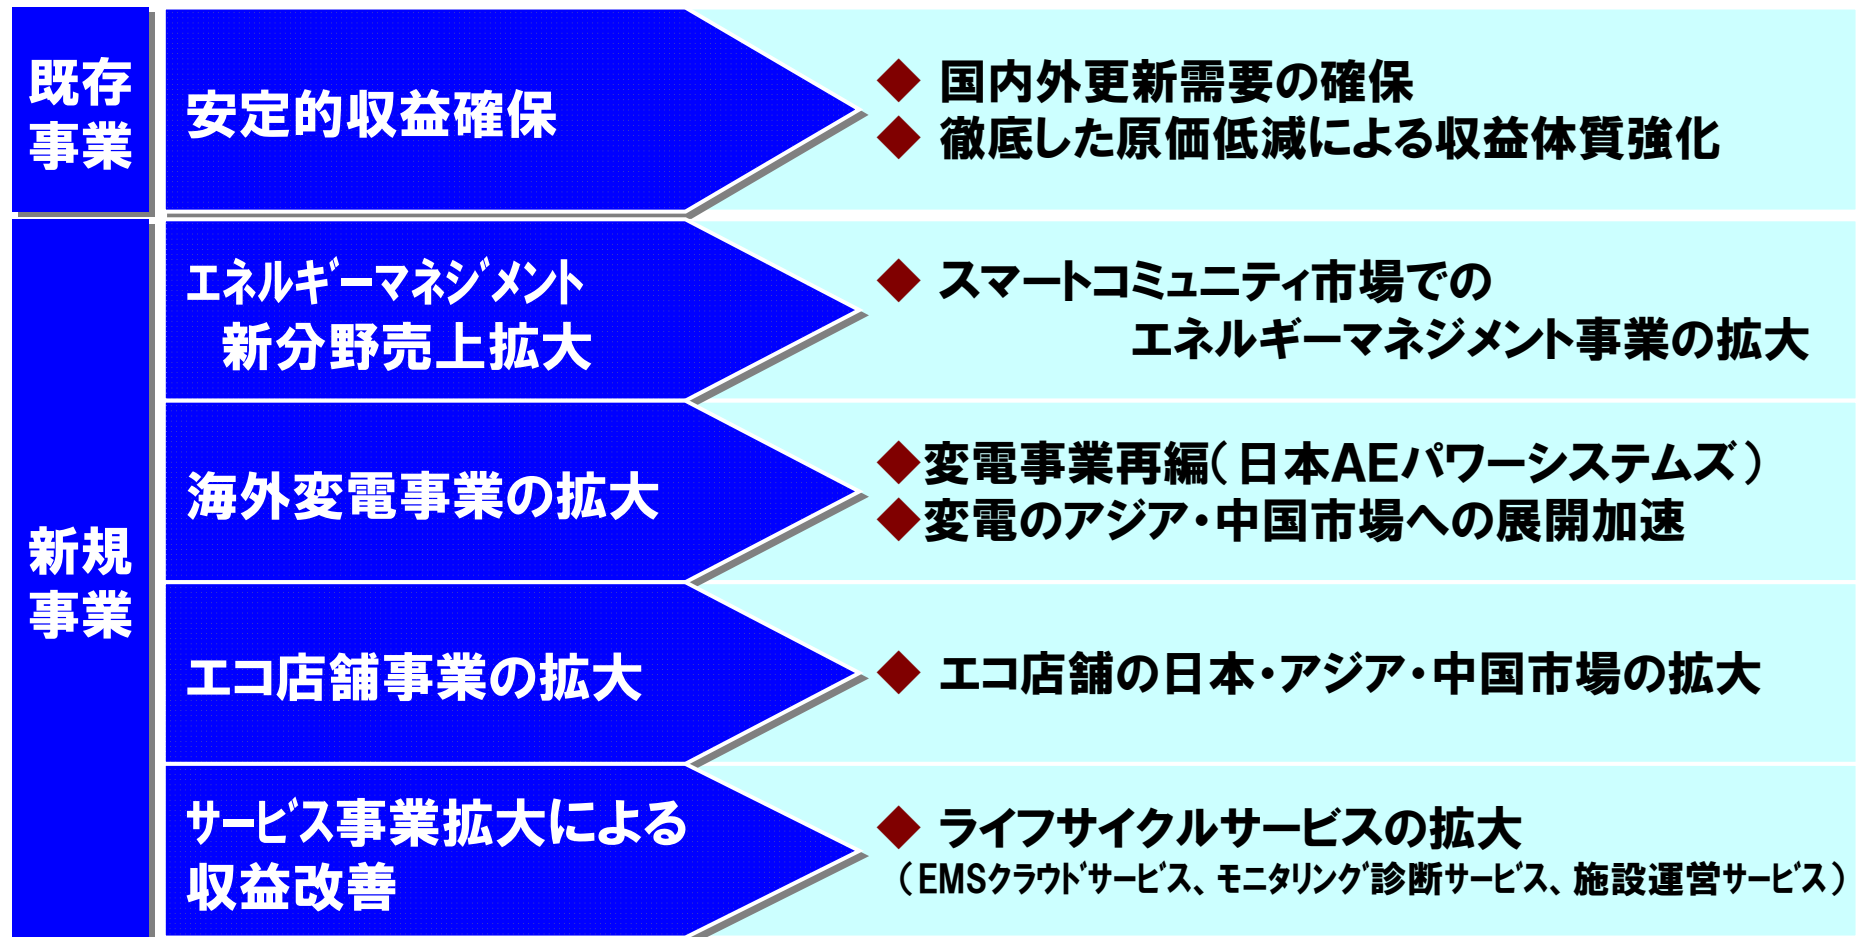 既存
事業
安定的収益確保
◆ 国内外更新需要の確保
◆ 徹底した原価低減による収益体質強化
新規
事業
ｴﾈﾙｷﾞｰﾏﾈｼﾞﾒﾝﾄ
新分野売上拡大
◆ スマートコミュニティ市場での
エネルギーマネジメント事業の拡大
海外変電事業の拡大
◆変電事業再編（日本AEパワーシステムズ）
◆変電のアジア・中国市場への展開加速
エコ店舗事業の拡大
◆ エコ店舗の日本・アジア・中国市場の拡大
ｻｰﾋﾞｽ事業拡大による
収益改善
◆ ライフサイクルサービスの拡大
（EMSｸﾗｳﾄﾞｻｰﾋﾞｽ、ﾓﾆﾀﾘﾝｸﾞ診断ｻｰﾋﾞｽ、施設運営ｻｰﾋﾞｽ）